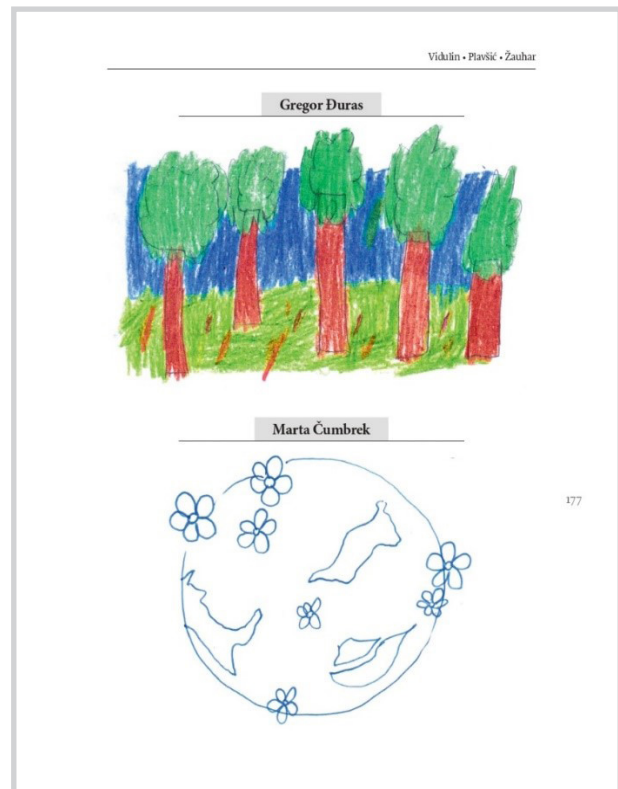 Vidulin • Plavšić • Žauhar
Gregor Đuras
Marta Čumbrek
177